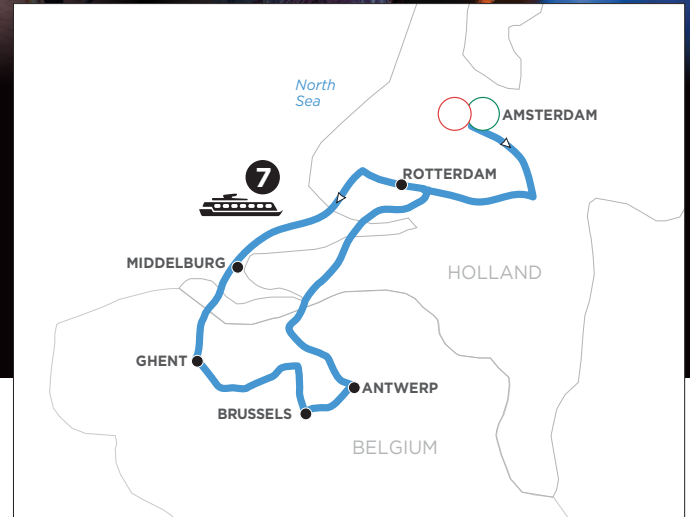 North
Sea
AMSTERDAM
ROTTERDAM
7
MIDDELBURG
HOLLAND
GHENT
ANTWERP
BRUSSELS
BELGIUM